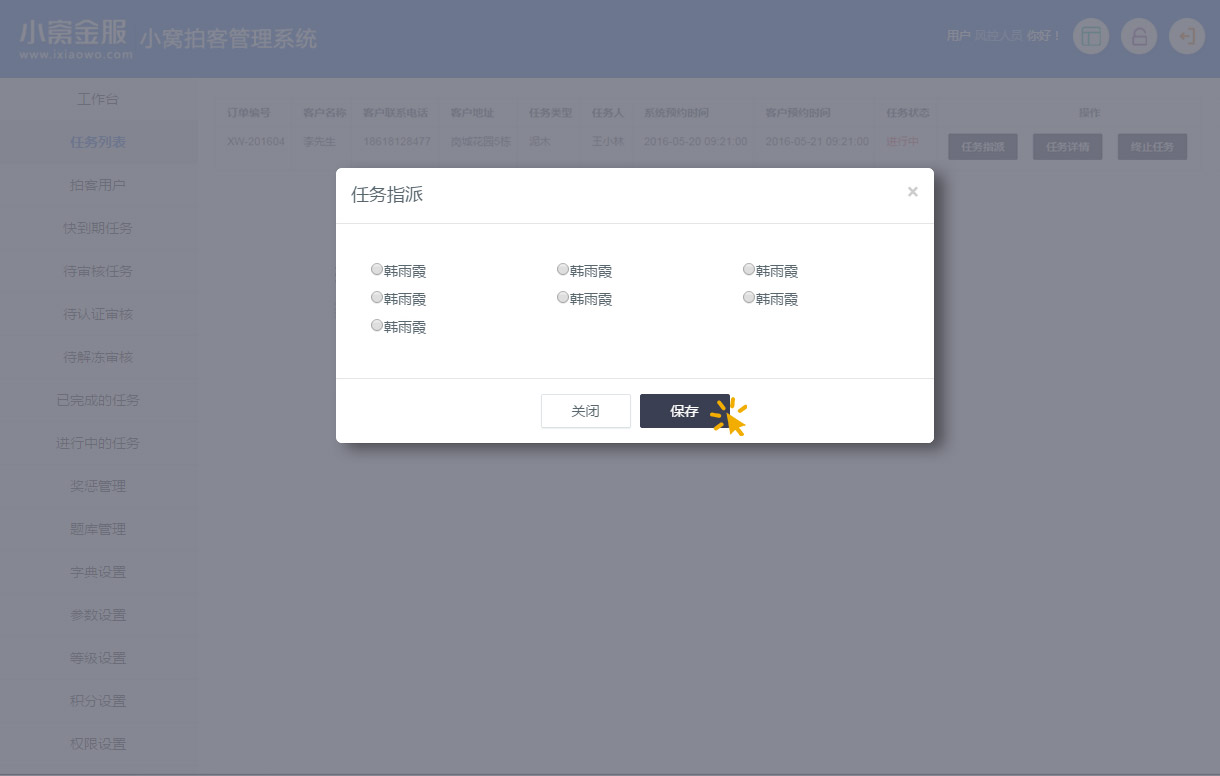 小窝金服
www.ixiaowo.com
小窝拍客管理系统
用户 风控人员 你好！
工作台
任务列表
拍客用户
快到期任务
待审核任务
待认证审核
待解冻审核
已完成的任务
进行中的任务
奖惩管理
题库管理
字典设置
参数设置
等级设置
积分设置
权限设置
订单编号 客户名称 客户联系电话 客户地址 任务类型 任务人 系统预约时间 客户预约时间 任务状态 操作
XW-201604 李先生 18618128477 岗城花园5栋 泥木 王小林 2016-05-20 09:21:00 2016-05-21 09:21:00 进行中 任务指派 任务详情 终止任务
任务指派 ×
韩雨霞 韩雨霞 韩雨霞
韩雨霞 韩雨霞 韩雨霞
韩雨霞
关闭 保存